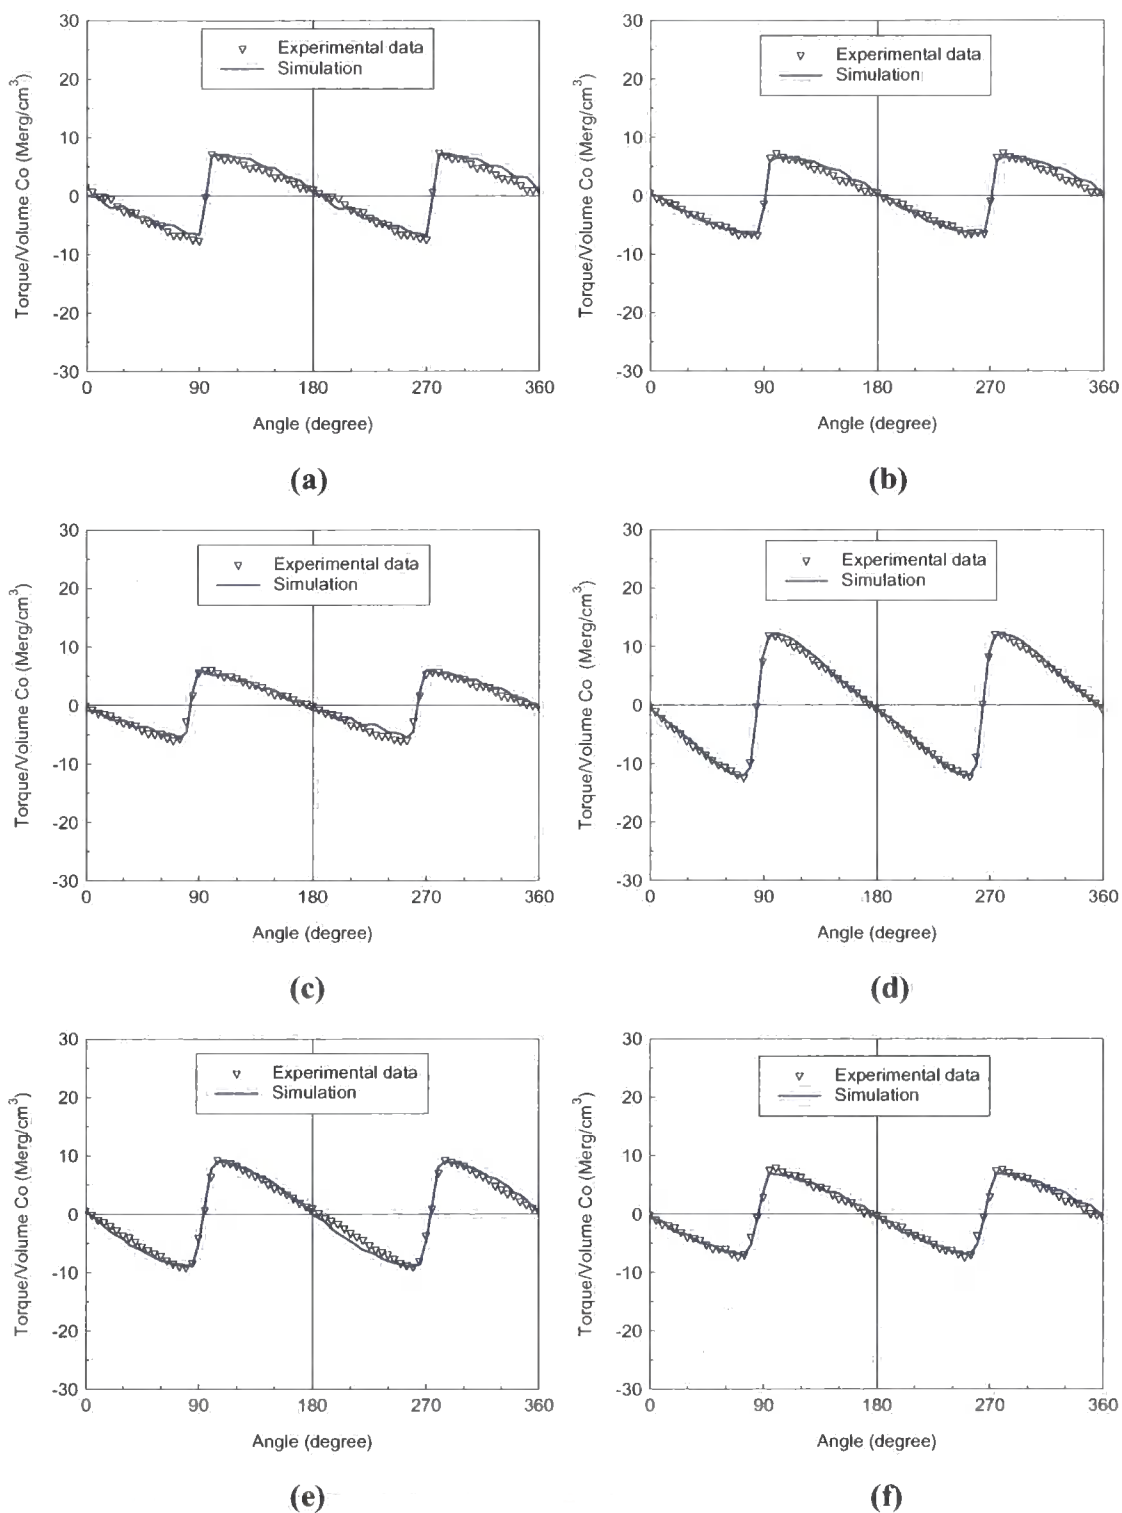 30
20
10
0
-10
-20
-30
Torque/Volume Co (Merg/cm³)
Experimental data
Simulation
0 90 180 270 360
Angle (degree)
(a)
30
20
10
0
-10
-20
-30
Torque/Volume Co (Merg/cm³)
Experimental data
Simulation
0 90 180 270 360
Angle (degree)
(b)
30
20
10
0
-10
-20
-30
Torque/Volume Co (Merg/cm³)
Experimental data
Simulation
0 90 180 270 360
Angle (degree)
(c)
30
20
10
0
-10
-20
-30
Torque/Volume Co (Merg/cm³)
Experimental data
Simulation
0 90 180 270 360
Angle (degree)
(d)
30
20
10
0
-10
-20
-30
Torque/Volume Co (Merg/cm³)
Experimental data
Simulation
0 90 180 270 360
Angle (degree)
(e)
30
20
10
0
-10
-20
-30
Torque/Volume Co (Merg/cm³)
Experimental data
Simulation
0 90 180 270 360
Angle (degree)
(f)